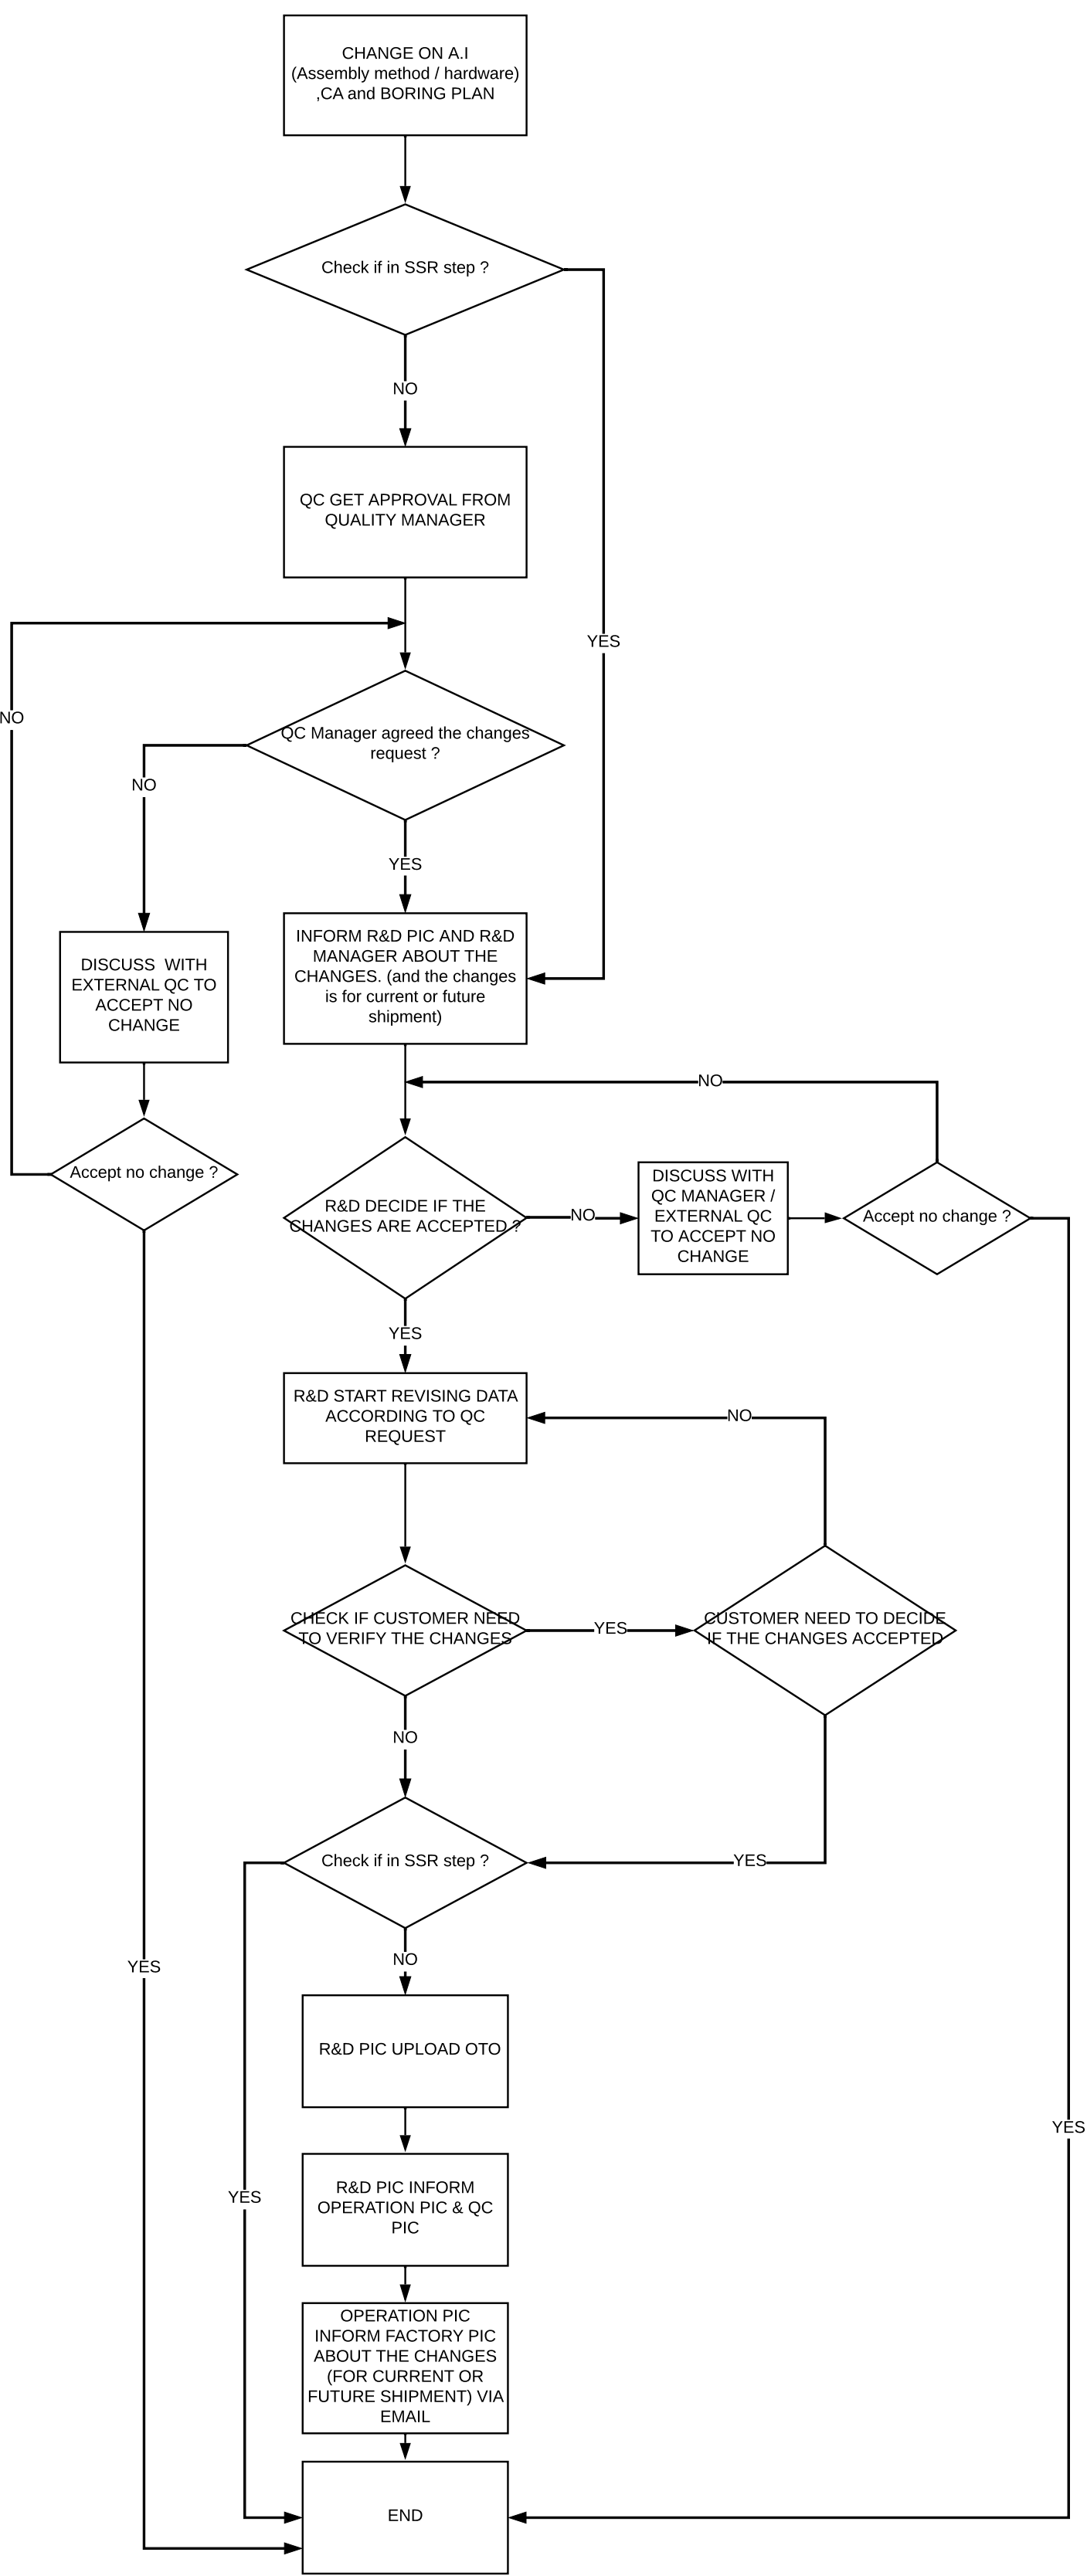 CHANGE ON A.I
(Assembly method / hardware)
,CA and BORING PLAN
Check if in SSR step ?
NO
QC GET APPROVAL FROM
QUALITY MANAGER
YES
NO
QC Manager agreed the changes
request ?
NO
YES
INFORM R&D PIC AND R&D
MANAGER ABOUT THE
CHANGES. (and the changes
is for current or future
shipment)
DISCUSS  WITH
EXTERNAL QC TO
ACCEPT NO
CHANGE
NO
Accept no change ?
R&D DECIDE IF THE
CHANGES ARE ACCEPTED ?
NO
DISCUSS WITH
QC MANAGER /
EXTERNAL QC
TO ACCEPT NO
CHANGE
Accept no change ?
YES
R&D START REVISING DATA
ACCORDING TO QC
REQUEST
NO
CHECK IF CUSTOMER NEED
TO VERIFY THE CHANGES
YES
CUSTOMER NEED TO DECIDE
IF THE CHANGES ACCEPTED
NO
Check if in SSR step ?
YES
NO
YES
R&D PIC UPLOAD OTO
YES
R&D PIC INFORM
OPERATION PIC & QC
PIC
YES
OPERATION PIC
INFORM FACTORY PIC
ABOUT THE CHANGES
(FOR CURRENT OR
FUTURE SHIPMENT) VIA
EMAIL
END